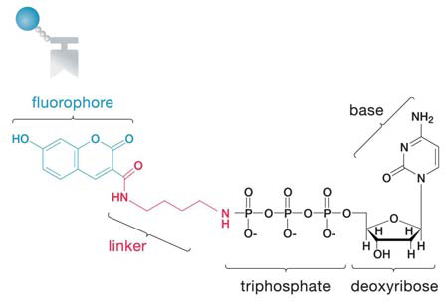 fluorophore
base
NH₂
HO
O
O
N
O
O
N
HN
O
O
O
N
H
P
O
P
O
P
O
O
O-
O-
O-
H
H
H
H
OH
H
linker
triphosphate
deoxyribose